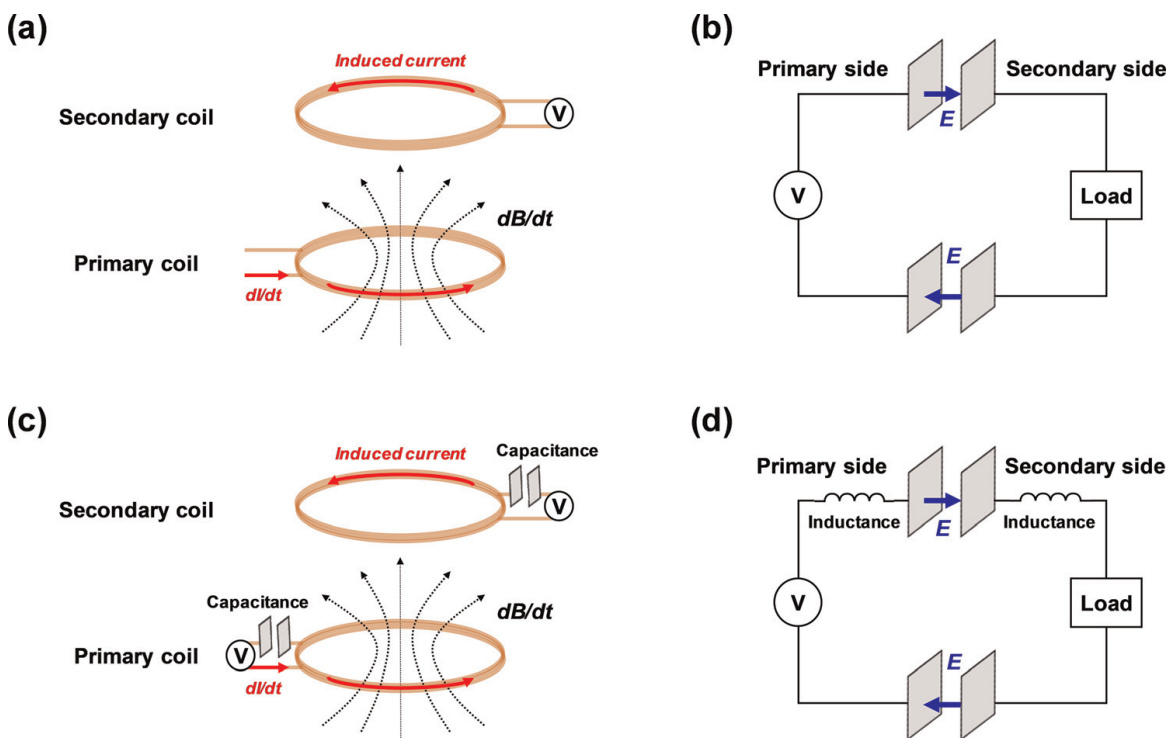 (a)
Induced current
Secondary coil
V
dB/dt
Primary coil
dI/dt
(b)
Primary side
Secondary side
E
V
Load
E
(c)
Induced current
Capacitance
Secondary coil
V
Capacitance
dB/dt
Primary coil
V
dI/dt
(d)
Primary side
Secondary side
Inductance
E
Inductance
V
Load
E